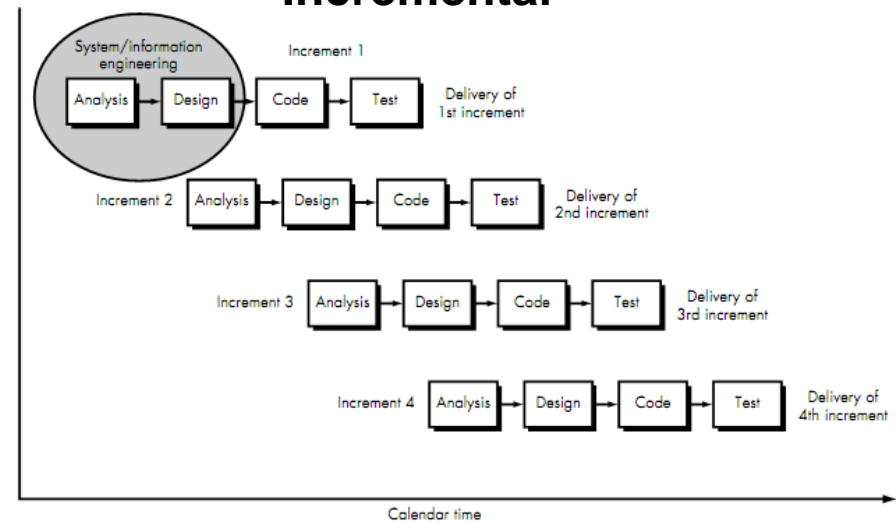 Incremental
System/information
engineering
Increment 1
Analysis
Design
Code
Test
Delivery of
1st increment
Increment 2
Analysis
Design
Code
Test
Delivery of
2nd increment
Increment 3
Analysis
Design
Code
Test
Delivery of
3rd increment
Increment 4
Analysis
Design
Code
Test
Delivery of
4th increment
Calendar time